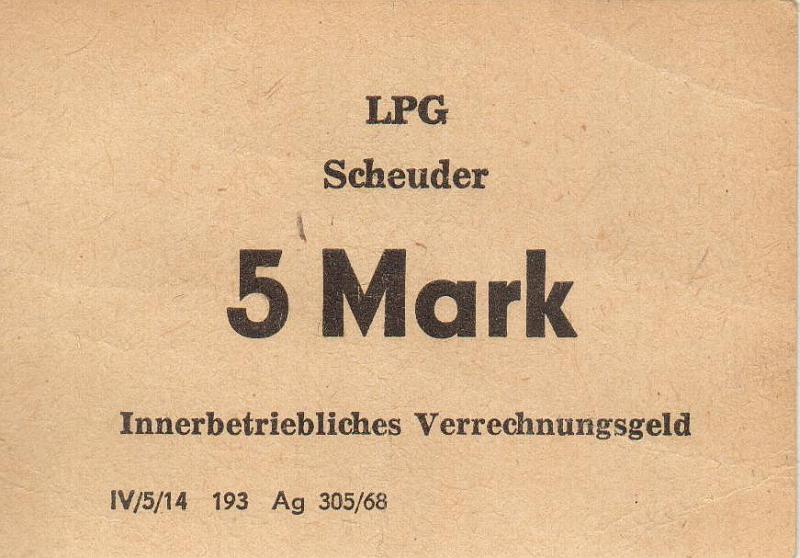 LPG
Scheuder
5 Mark
Innerbetriebliches Verrechnungsgeld
IV/5/14 193 Ag 305/68